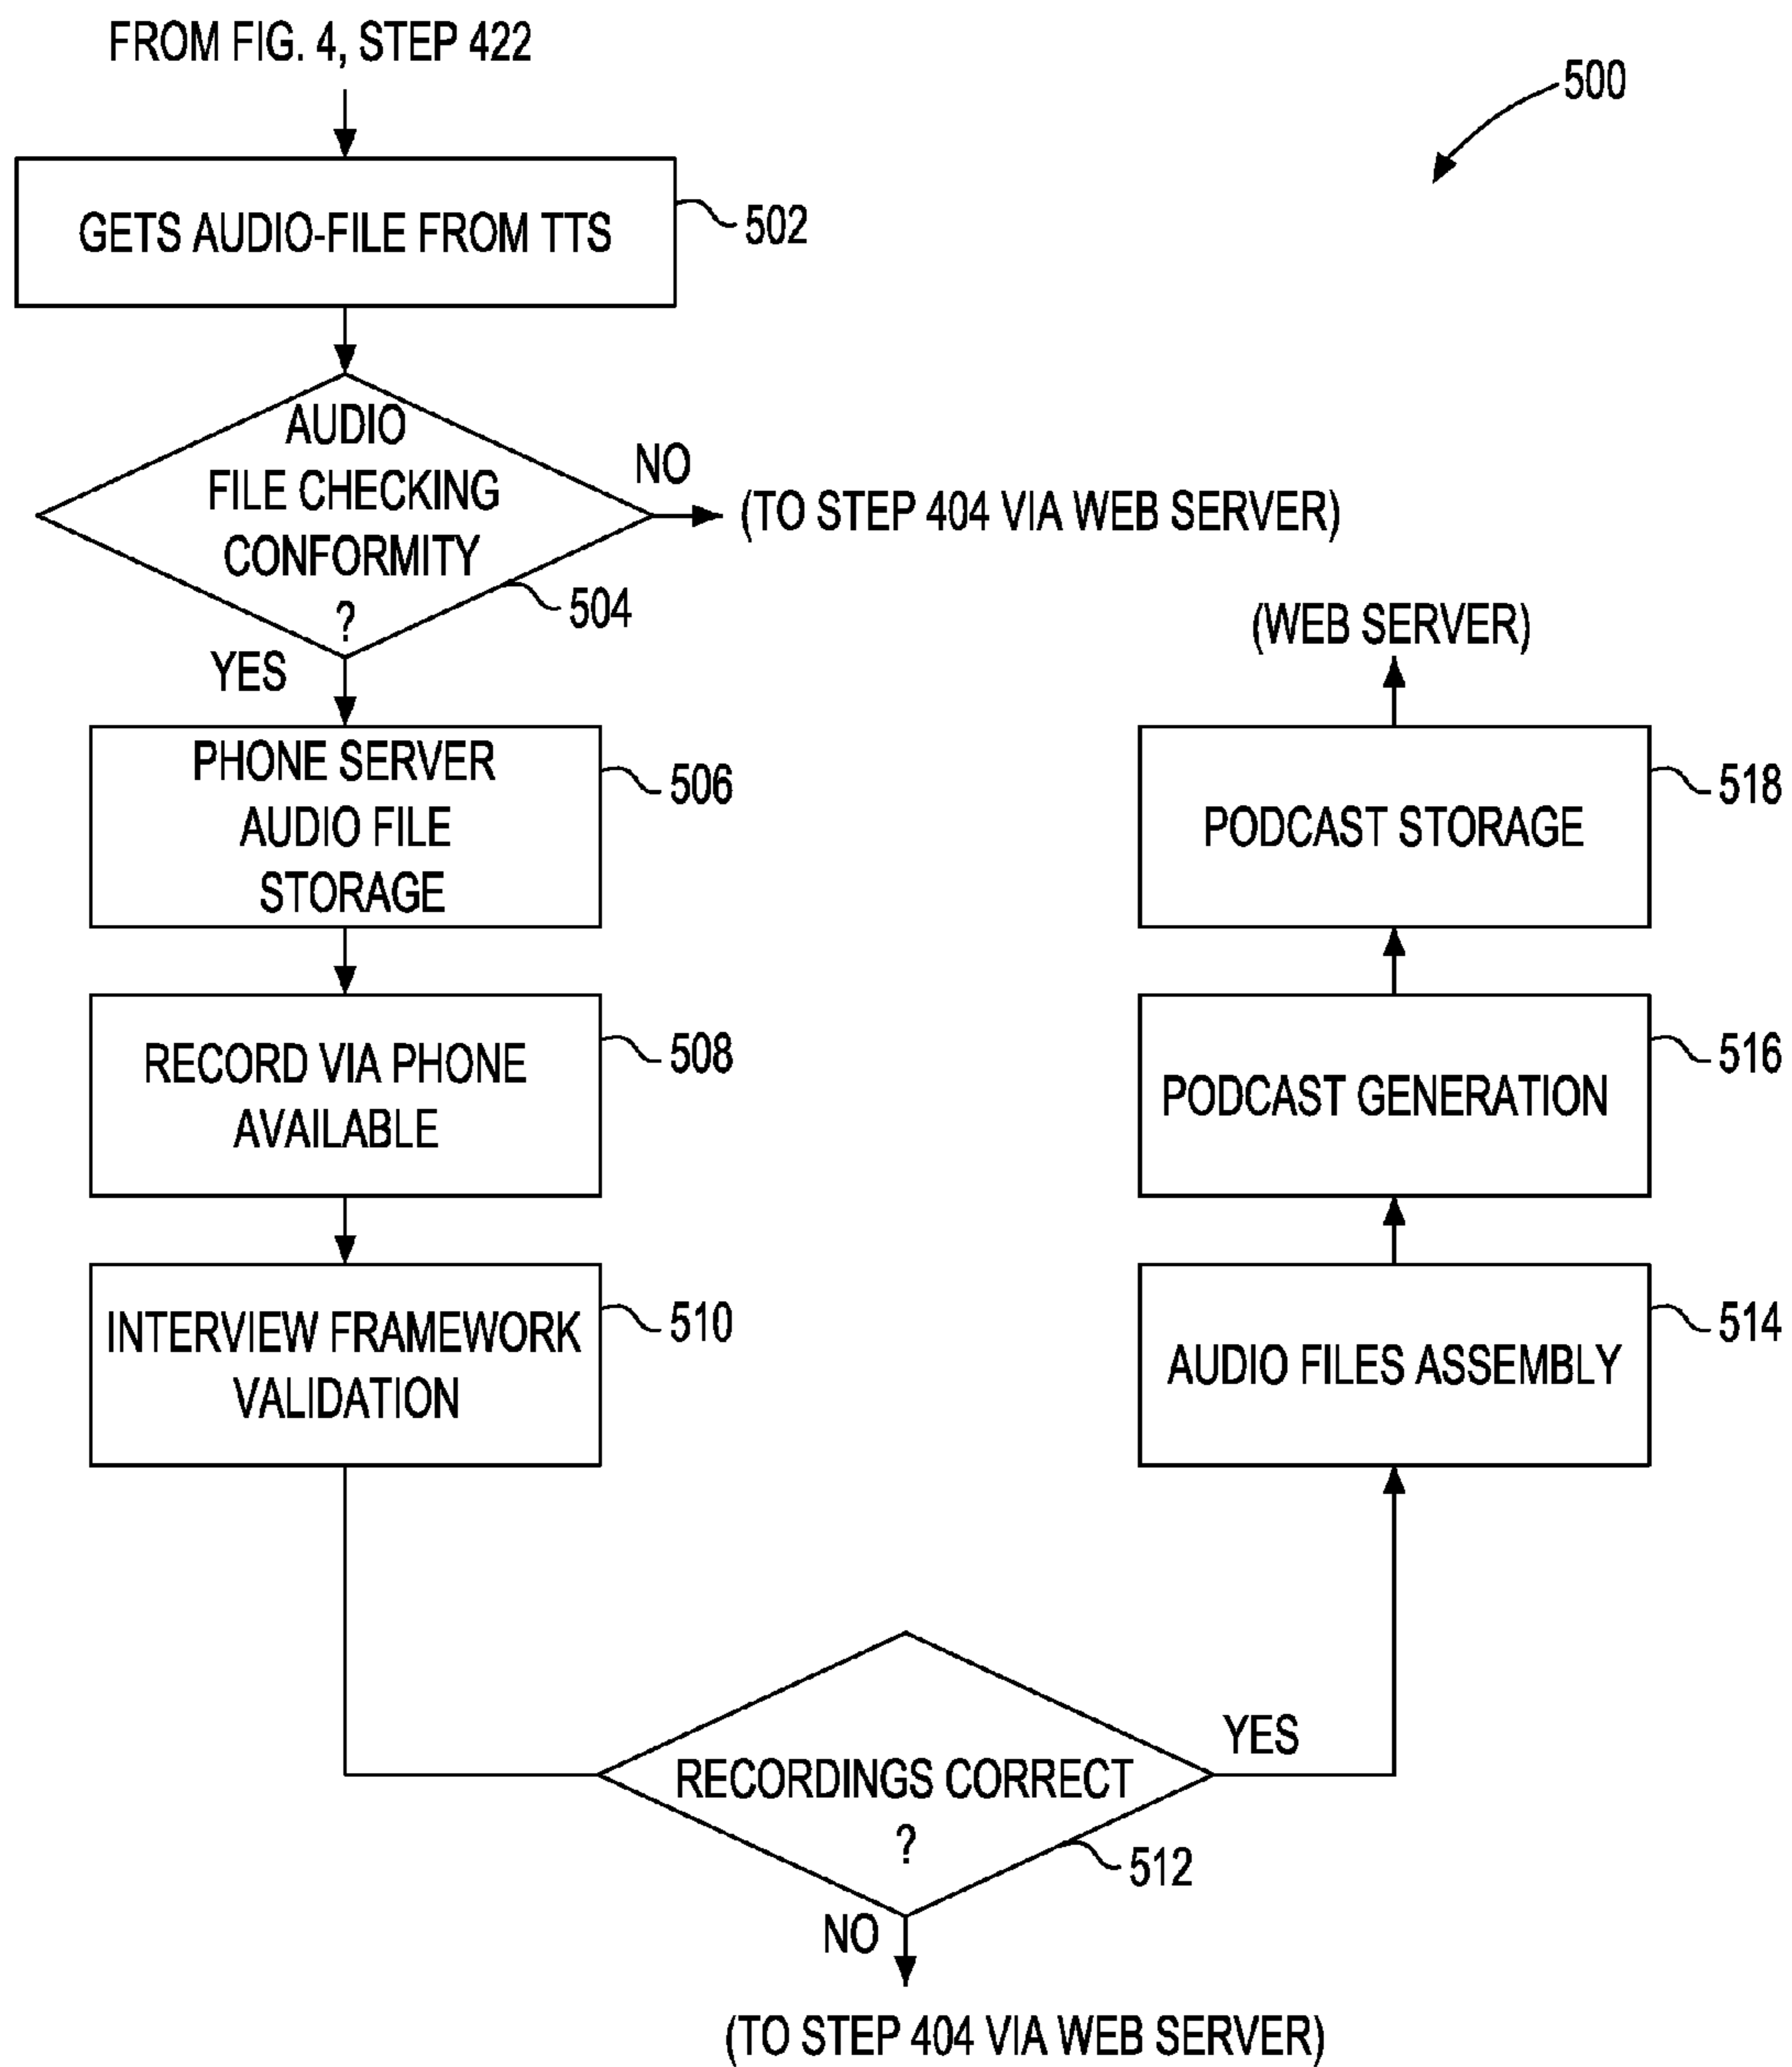 FROM FIG. 4, STEP 422
500
GETS AUDIO-FILE FROM TTS
502
AUDIO
FILE CHECKING
CONFORMITY
?
504
NO
(TO STEP 404 VIA WEB SERVER)
YES
PHONE SERVER
AUDIO FILE
STORAGE
506
RECORD VIA PHONE
AVAILABLE
508
INTERVIEW FRAMEWORK
VALIDATION
510
RECORDINGS CORRECT
?
512
NO
(TO STEP 404 VIA WEB SERVER)
YES
AUDIO FILES ASSEMBLY
514
PODCAST GENERATION
516
PODCAST STORAGE
518
(WEB SERVER)